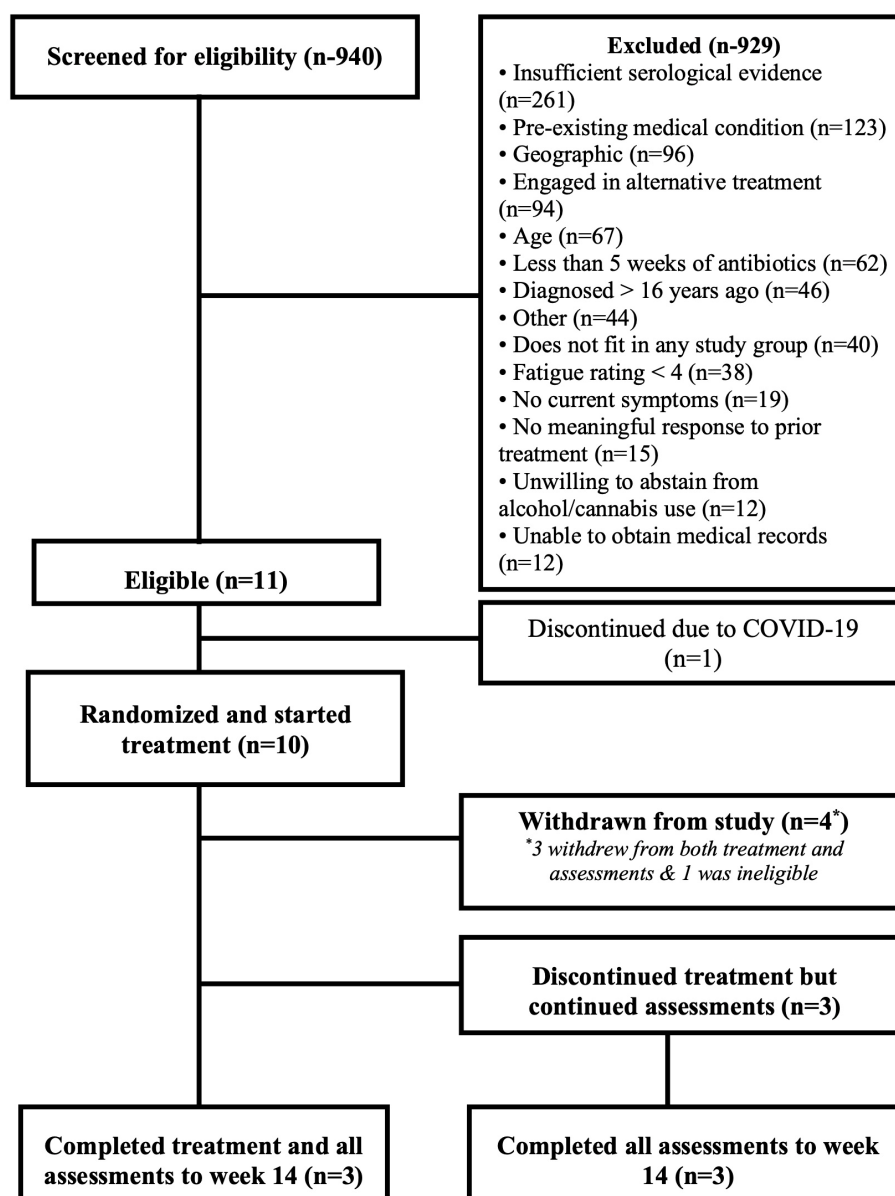 Screened for eligibility (n-940)
Excluded (n-929)
• Insufficient serological evidence
(n=261)
• Pre-existing medical condition (n=123)
• Geographic (n=96)
• Engaged in alternative treatment
(n=94)
• Age (n=67)
• Less than 5 weeks of antibiotics (n=62)
• Diagnosed > 16 years ago (n=46)
• Other (n=44)
• Does not fit in any study group (n=40)
• Fatigue rating < 4 (n=38)
• No current symptoms (n=19)
• No meaningful response to prior
treatment (n=15)
• Unwilling to abstain from
alcohol/cannabis use (n=12)
• Unable to obtain medical records
(n=12)
Eligible (n=11)
Discontinued due to COVID-19
(n=1)
Randomized and started
treatment (n=10)
Withdrawn from study (n=4*)
*3 withdrew from both treatment and
assessments & 1 was ineligible
Discontinued treatment but
continued assessments (n=3)
Completed treatment and all
assessments to week 14 (n=3)
Completed all assessments to week
14 (n=3)